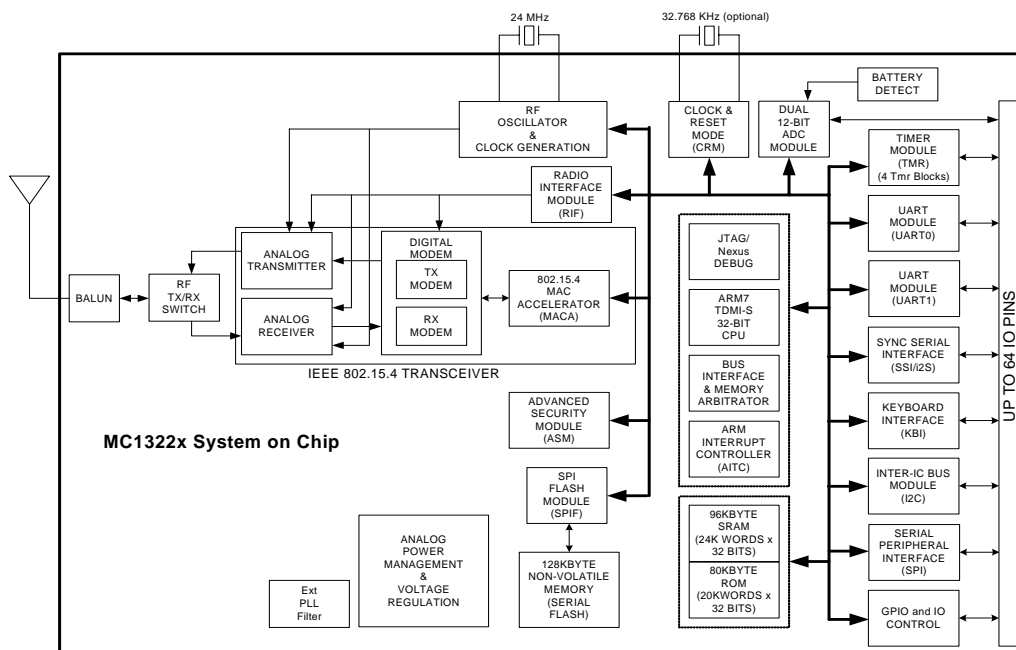 24 MHz
32.768 KHz (optional)
BATTERY
DETECT
RF
OSCILLATOR
&
CLOCK GENERATION
CLOCK &
RESET
MODE
(CRM)
DUAL
12-BIT
ADC
MODULE
TIMER
MODULE
(TMR)
(4 Tmr Blocks)
RADIO
INTERFACE
MODULE
(RIF)
UART
MODULE
(UART0)
ANALOG
TRANSMITTER
DIGITAL
MODEM
TX
MODEM
RX
MODEM
JTAG/
Nexus
DEBUG
BALUN
RF
TX/RX
SWITCH
ANALOG
RECEIVER
802.15.4
MAC
ACCELERATOR
(MACA)
ARM7
TDMI-S
32-BIT
CPU
UART
MODULE
(UART1)
IEEE 802.15.4 TRANSCEIVER
SYNC SERIAL
INTERFACE
(SSI/i2S)
BUS
INTERFACE
& MEMORY
ARBITRATOR
UP TO 64 IO PINS
ADVANCED
SECURITY
MODULE
(ASM)
MC1322x System on Chip
ARM
INTERRUPT
CONTROLLER
(AITC)
KEYBOARD
INTERFACE
(KBI)
SPI
FLASH
MODULE
(SPIF)
INTER-IC BUS
MODULE
(I2C)
96KBYTE
SRAM
(24K WORDS x
32 BITS)
ANALOG
POWER
MANAGEMENT
&
VOLTAGE
REGULATION
128KBYTE
NON-VOLATILE
MEMORY
(SERIAL
FLASH)
80KBYTE
ROM
(20KWORDS x
32 BITS)
SERIAL
PERIPHERAL
INTERFACE
(SPI)
Ext
PLL
Filter
GPIO and IO
CONTROL